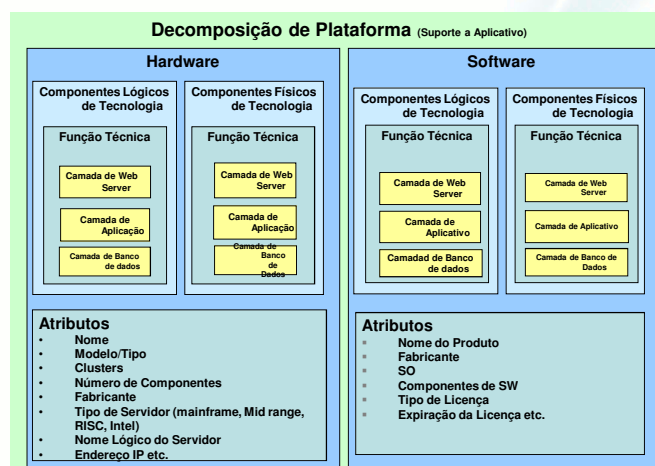 Decomposição de Plataforma (Suporte a Aplicativo)
Hardware
Componentes Lógicos
de Tecnologia
Função Técnica
Camada de Web
Server
Camada de
Aplicação
Camada de Banco
de dados
Componentes Físicos
de Tecnologia
Função Técnica
Camada de Web
Server
Camada de
Aplicação
Camada de
Banco
de
Dados
Atributos
• Nome
• Modelo/Tipo
• Clusters
• Número de Componentes
• Fabricante
• Tipo de Servidor (mainframe, Mid range,
RISC, Intel)
• Nome Lógico do Servidor
• Endereço IP etc.
Software
Componentes Lógicos
de Tecnologia
Função Técnica
Camada de Web
Server
Camada de
Aplicativo
Camadad de Banco
de dados
Componentes Físicos
de Tecnologia
Função Técnica
Camada de Web
Server
Camada de Aplicativo
Camada de Banco de
Dados
Atributos
▪ Nome do Produto
▪ Fabricante
▪ SO
▪ Componentes de SW
▪ Tipo de Licença
▪ Expiração da Licença etc.